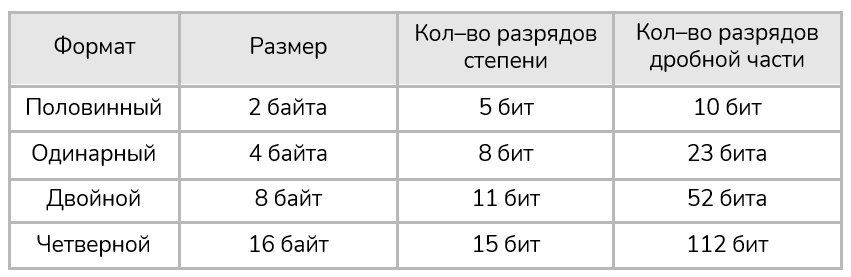 Формат Размер Кол–во разрядов степени Кол–во разрядов дробной части
Половинный 2 байта 5 бит 10 бит
Одинарный 4 байта 8 бит 23 бита
Двойной 8 байт 11 бит 52 бита
Четверной 16 байт 15 бит 112 бит